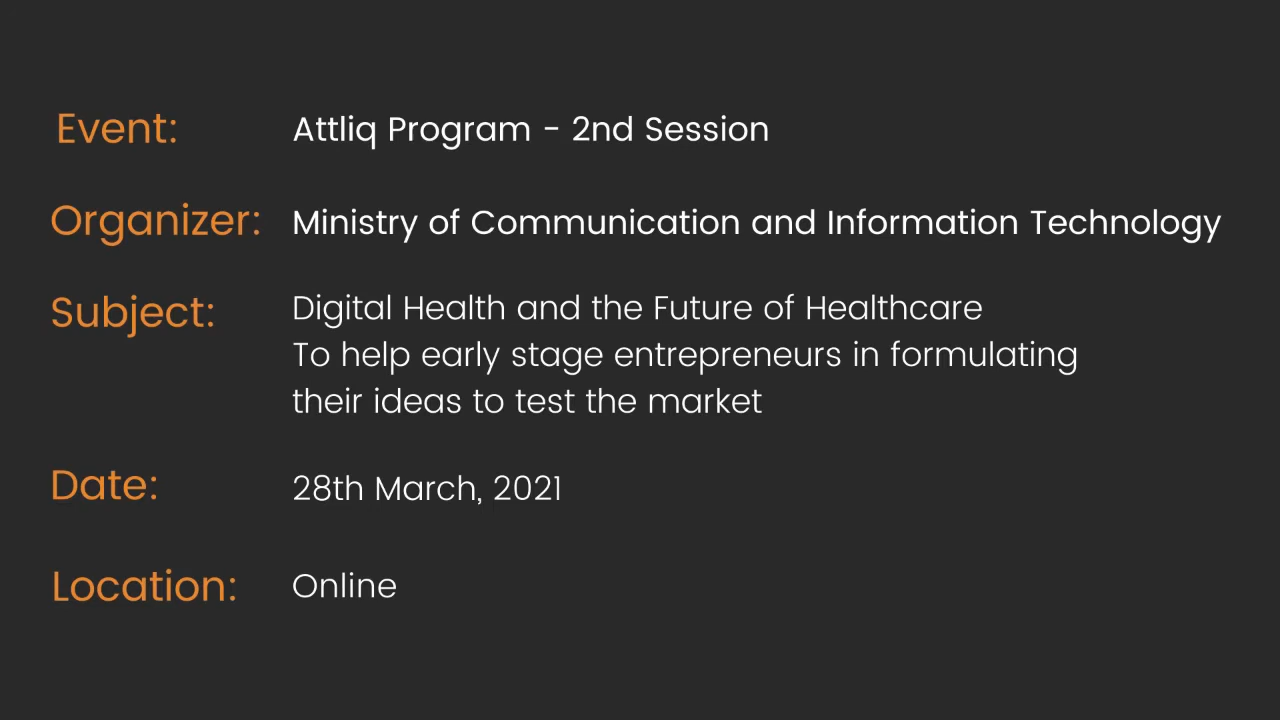 Event: Attliq Program - 2nd Session
Organizer: Ministry of Communication and Information Technology
Subject: Digital Health and the Future of Healthcare
To help early stage entrepreneurs in formulating
their ideas to test the market
Date: 28th March, 2021
Location: Online